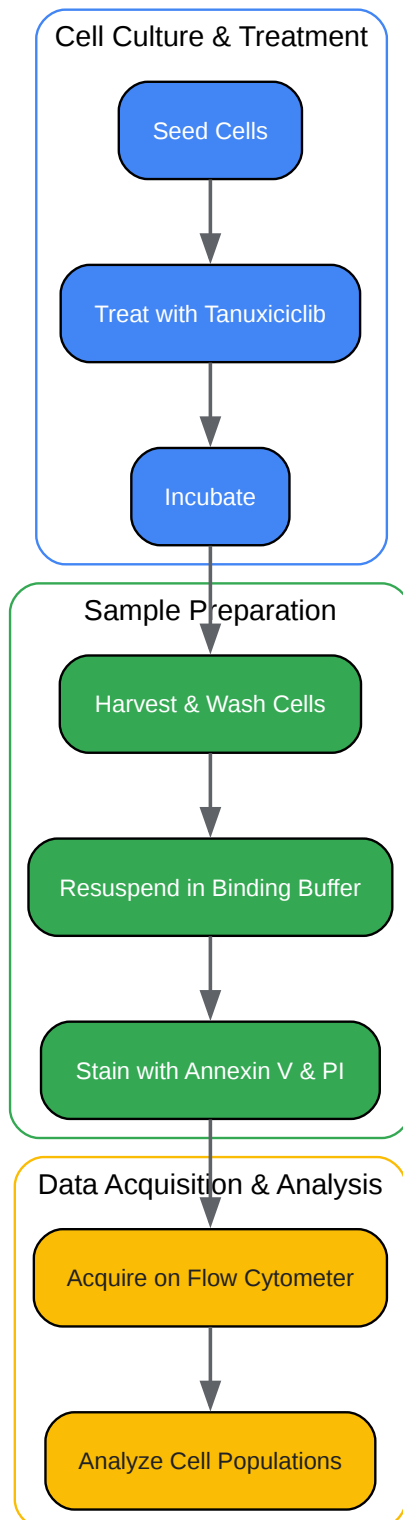 Cell Culture & Treatment
Seed Cells
Treat with Tanuxiciclib
Incubate
Sample Preparation
Harvest & Wash Cells
Resuspend in Binding Buffer
Stain with Annexin V & PI
Data Acquisition & Analysis
Acquire on Flow Cytometer
Analyze Cell Populations